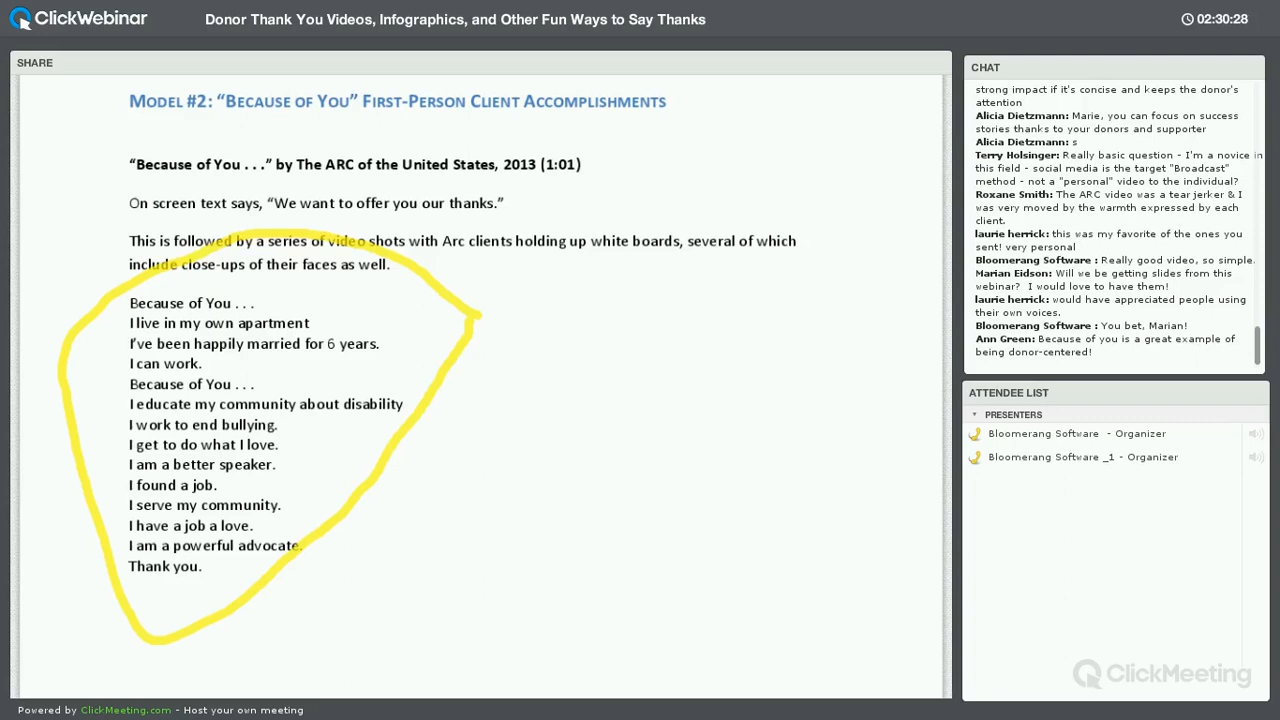 ClickWebinar
Donor Thank You Videos, Infographics, and Other Fun Ways to Say Thanks
02:30:28
SHARE
MODEL #2: "BECAUSE OF YOU" FIRST-PERSON CLIENT ACCOMPLISHMENTS
"Because of You . . ." by The ARC of the United States, 2013 (1:01)
On screen text says, "We want to offer you our thanks."
This is followed by a series of video shots with Arc clients holding up white boards, several of which
include close-ups of their faces as well.
Because of You . . .
I live in my own apartment
I've been happily married for 6 years.
I can work.
Because of You . . .
I educate my community about disability
I work to end bullying.
I get to do what I love.
I am a better speaker.
I found a job.
I serve my community.
I have a job a love.
I am a powerful advocate.
Thank you.
CHAT
strong impact if it's concise and keeps the donor's
attention
Alicia Dietzmann: Marie, you can focus on success
stories thanks to your donors and supporter
Alicia Dietzmann: s
Terry Holsinger: Really basic question - I'm a novice in
this field - social media is the target "Broadcast"
method - not a "personal" video to the individual?
Roxane Smith: The ARC video was a tear jerker & I
was very moved by the warmth expressed by each
client.
laurie herrick: this was my favorite of the ones you
sent! very personal
Bloomerang Software : Really good video, so simple.
Marian Eidson: Will we be getting slides from this
webinar? I would love to have them!
laurie herrick: would have appreciated people using
their own voices.
Bloomerang Software : You bet, Marian!
Ann Green: Because of you is a great example of
being donor-centered!
ATTENDEE LIST
PRESENTERS
Bloomerang Software - Organizer
Bloomerang Software _1 - Organizer
ClickMeeting
Powered by ClickMeeting.com - Host your own meeting